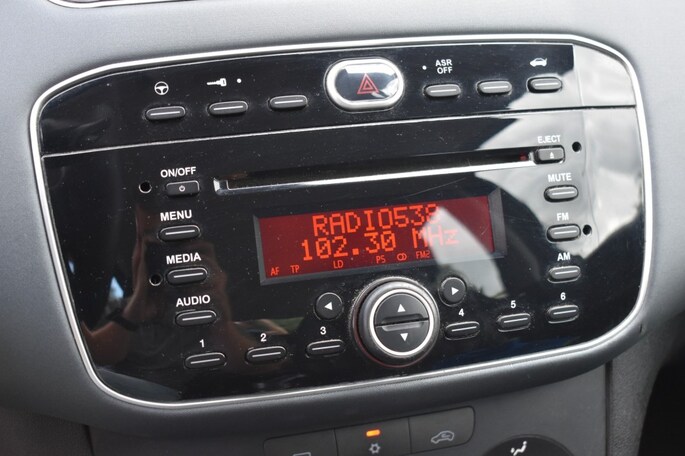 ASR
OFF
EJECT
ON/OFF
MUTE
MENU
FM
MEDIA
AM
AUDIO
RADIO538
102.30 MHz
AF TP LD PS CD FM2
1 2 3 4 5 6